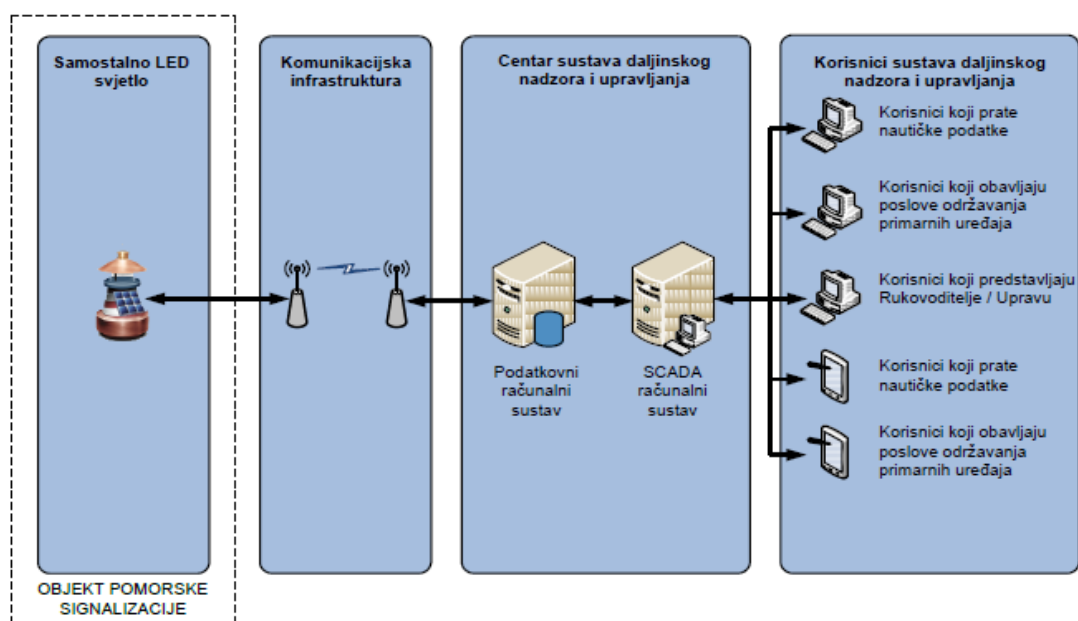 Samostalno LED
svjetlo
Komunikacijska
infrastruktura
Centar sustava daljinskog
nadzora i upravljanja
Korisnici sustava daljinskog
nadzora i upravljanja
Korisnici koji prate
nautičke podatke
Korisnici koji obavljaju
poslove održavanja
primarnih uređaja
Korisnici koji predstavljaju
Rukovoditelje / Upravu
Podatkovni
računalni
sustav
SCADA
računalni
sustav
Korisnici koji prate
nautičke podatke
Korisnici koji obavljaju
poslove održavanja
primarnih uređaja
OBJEKT POMORSKE
SIGNALIZACIJE